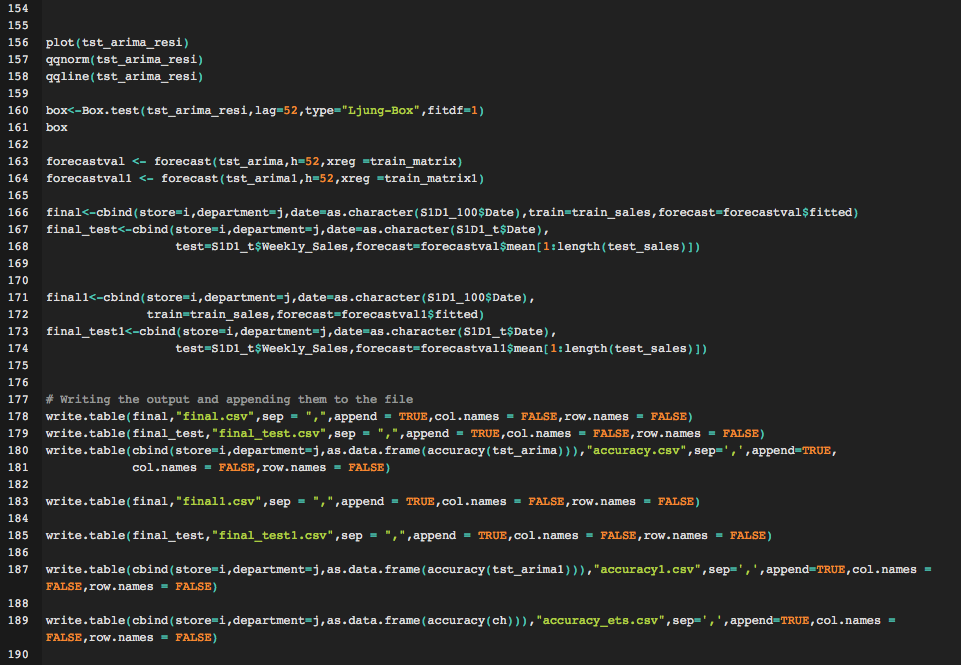 154
155
156 plot(tst_arima_resi)
157 qqnorm(tst_arima_resi)
158 qqline(tst_arima_resi)
159
160 box<-Box.test(tst_arima_resi,lag=52,type="Ljung-Box",fitdf=1)
161 box
162
163 forecastval <- forecast(tst_arima,h=52,xreg =train_matrix)
164 forecastval1 <- forecast(tst_arima1,h=52,xreg =train_matrix1)
165
166 final<-cbind(store=i,department=j,date=as.character(S1D1_100$Date),train=train_sales,forecast=forecastval$fitted)
167 final_test<-cbind(store=i,department=j,date=as.character(S1D1_t$Date),
168                   test=S1D1_t$Weekly_Sales,forecast=forecastval$mean[1:length(test_sales)])
169
170
171 final1<-cbind(store=i,department=j,date=as.character(S1D1_100$Date),
172               train=train_sales,forecast=forecastval1$fitted)
173 final_test1<-cbind(store=i,department=j,date=as.character(S1D1_t$Date),
174                   test=S1D1_t$Weekly_Sales,forecast=forecastval1$mean[1:length(test_sales)])
175
176
177 # Writing the output and appending them to the file
178 write.table(final,"final.csv",sep = ",",append = TRUE,col.names = FALSE,row.names = FALSE)
179 write.table(final_test,"final_test.csv",sep = ",",append = TRUE,col.names = FALSE,row.names = FALSE)
180 write.table(cbind(store=i,department=j,as.data.frame(accuracy(tst_arima))),"accuracy.csv",sep=',',append=TRUE,
181             col.names = FALSE,row.names = FALSE)
182
183 write.table(final,"final1.csv",sep = ",",append = TRUE,col.names = FALSE,row.names = FALSE)
184
185 write.table(final_test,"final_test1.csv",sep = ",",append = TRUE,col.names = FALSE,row.names = FALSE)
186
187 write.table(cbind(store=i,department=j,as.data.frame(accuracy(tst_arima1))),"accuracy1.csv",sep=',',append=TRUE,col.names =
FALSE,row.names = FALSE)
188
189 write.table(cbind(store=i,department=j,as.data.frame(accuracy(ch))),"accuracy_ets.csv",sep=',',append=TRUE,col.names =
FALSE,row.names = FALSE)
190